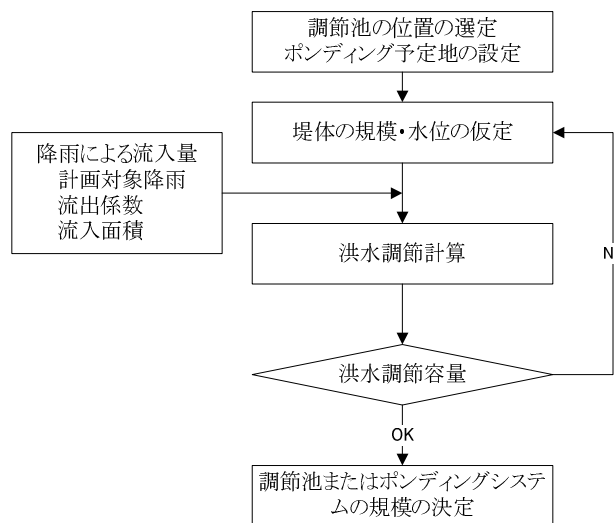 調節池の位置の選定
ポンディング予定地の設定
堤体の規模・水位の仮定
降雨による流入量
計画対象降雨
流出係数
流入面積
洪水調節計算
N
洪水調節容量
OK
調節池またはポンディングシステ
ムの規模の決定